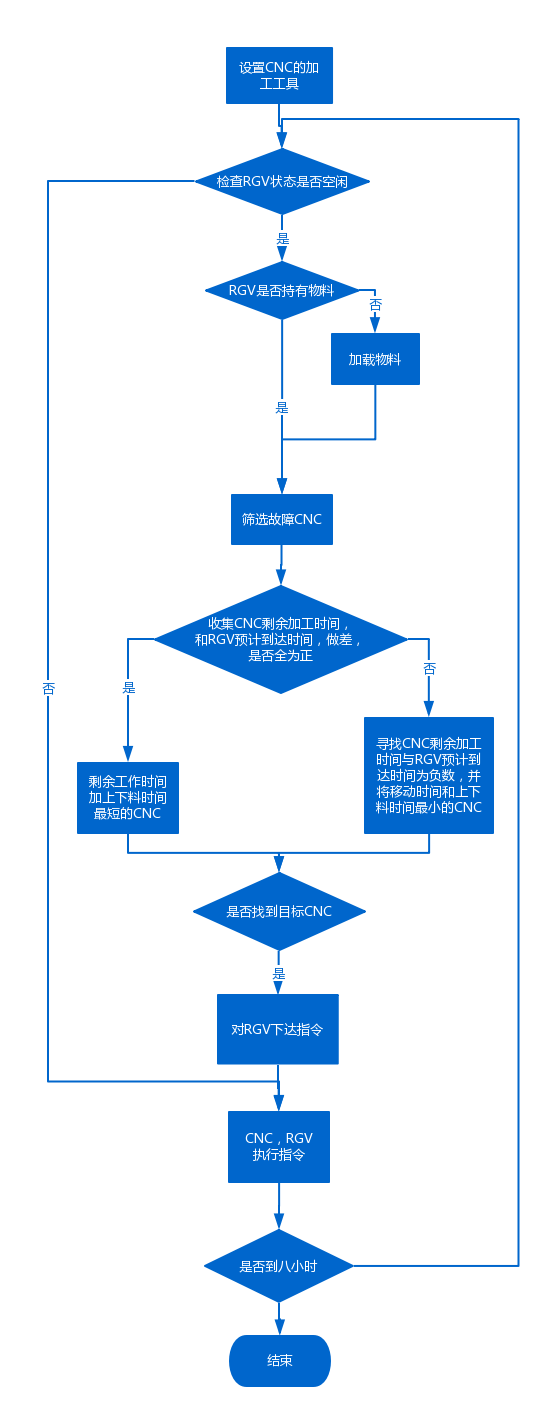 设置CNC的加
工工具
检查RGV状态是否空闲
是
RGV是否持有物料
否
加载物料
是
筛选故障CNC
收集CNC剩余加工时间，
和RGV预计到达时间，做差，
是否全为正
否
是
否
寻找CNC剩余加工
时间与RGV预计到
达时间为负数，并
将移动时间和上下
料时间最小的CNC
剩余工作时间
加上下料时间
最短的CNC
是否找到目标CNC
是
对RGV下达指令
CNC，RGV
执行指令
是否到八小时
结束